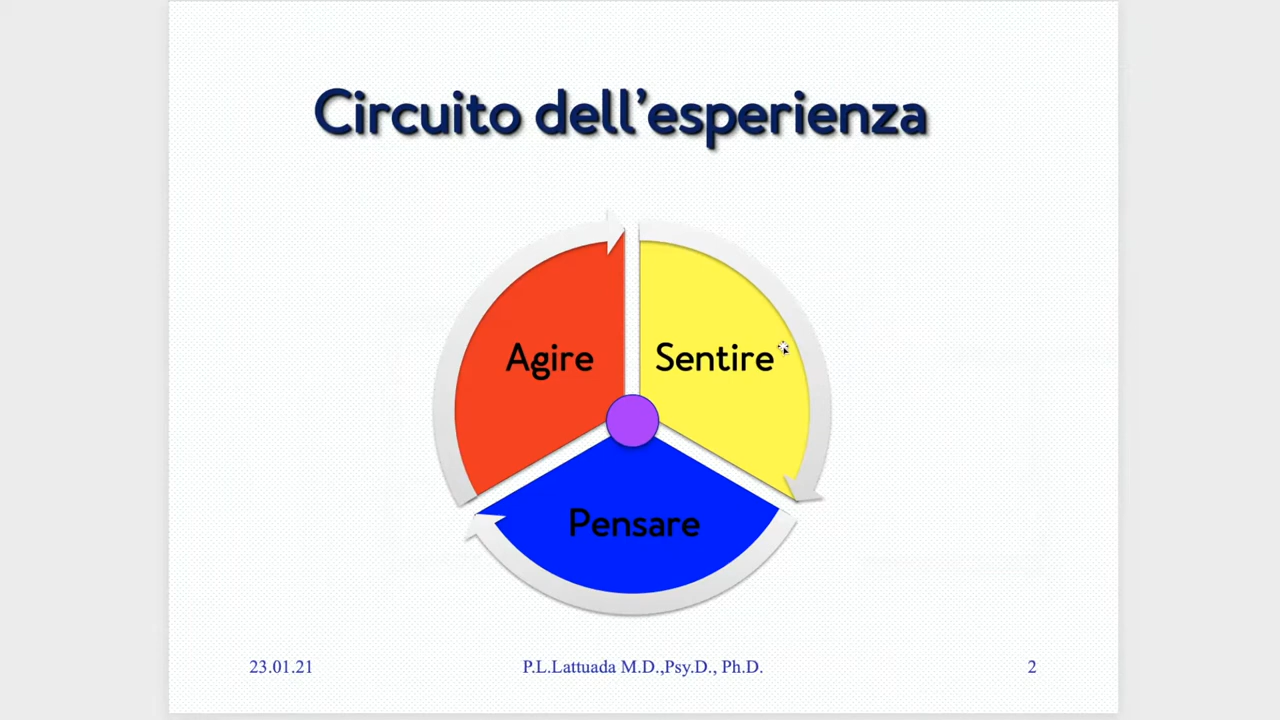 Circuito dell’esperienza
Agire
Sentire
Pensare
23.01.21
P.L.Lattuada M.D.,Psy.D., Ph.D.
2